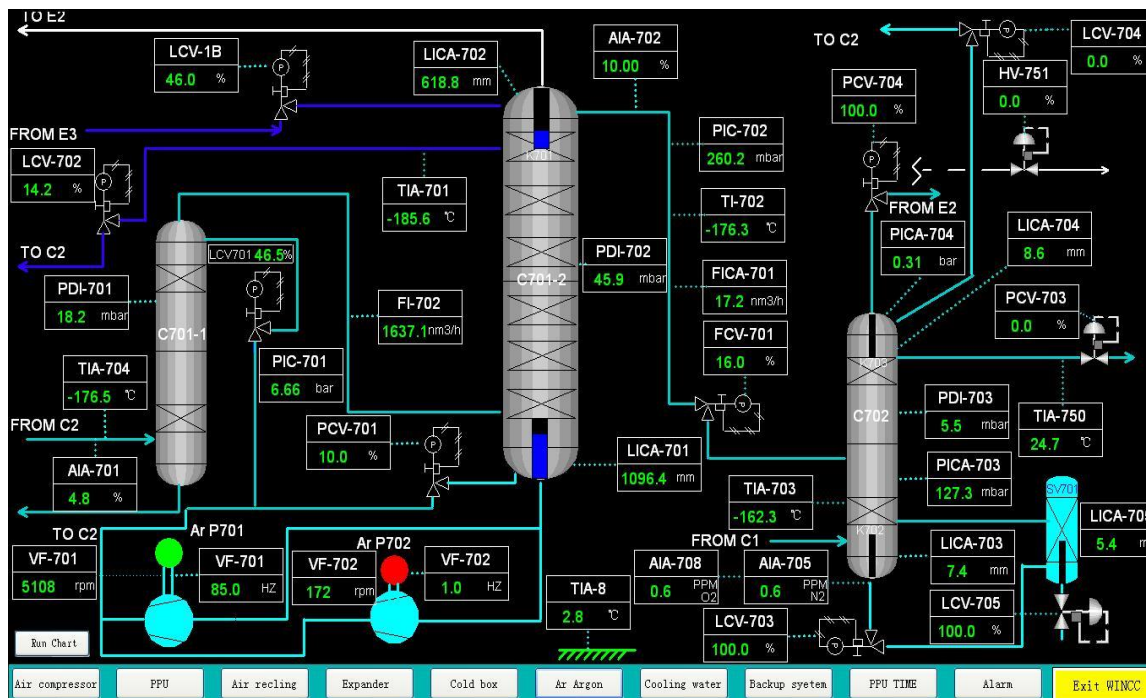 TO E2
LCV-1B
46.0 %
LICA-702
618.8 mm
AIA-702
10.00 %
TO C2
LCV-704
0.0 %
PCV-704
100.0 %
HV-751
0.0 %
FROM E3
LCV-702
14.2 %
K701
PIC-702
260.2 mbar
TIA-701
-185.6 ℃
TI-702
-176.3 ℃
FROM E2
PICA-704
0.31 bar
LICA-704
8.6 mm
TO C2
LCV701 46.5%
PDI-701
18.2 mbar
C701-1
C701-2
PDI-702
45.9 mbar
FICA-701
17.2 nm3/h
PCV-703
0.0 %
FI-702
1637.1 nm3/h
FCV-701
16.0 %
TIA-704
-176.5 ℃
PIC-701
6.66 bar
K703
C702
PDI-703
5.5 mbar
TIA-750
24.7 ℃
FROM C2
PCV-701
10.0 %
AIA-701
4.8 %
LICA-701
1096.4 mm
PICA-703
127.3 mbar
TIA-703
-162.3 ℃
SV701
K702
LICA-705
5.4 m
TO C2
Ar P701
Ar P702
FROM C1
VF-701
5108 rpm
VF-701
85.0 HZ
VF-702
172 rpm
VF-702
1.0 HZ
TIA-8
2.8 ℃
AIA-708
0.6 PPM O2
AIA-705
0.6 PPM N2
LICA-703
7.4 mm
LCV-703
100.0 %
LCV-705
100.0 %
Run Chart
Air compressor PPU Air recling Expander Cold box Ar Argon Cooling water Backup syetem PPU TIME Alarm Exit WINCC